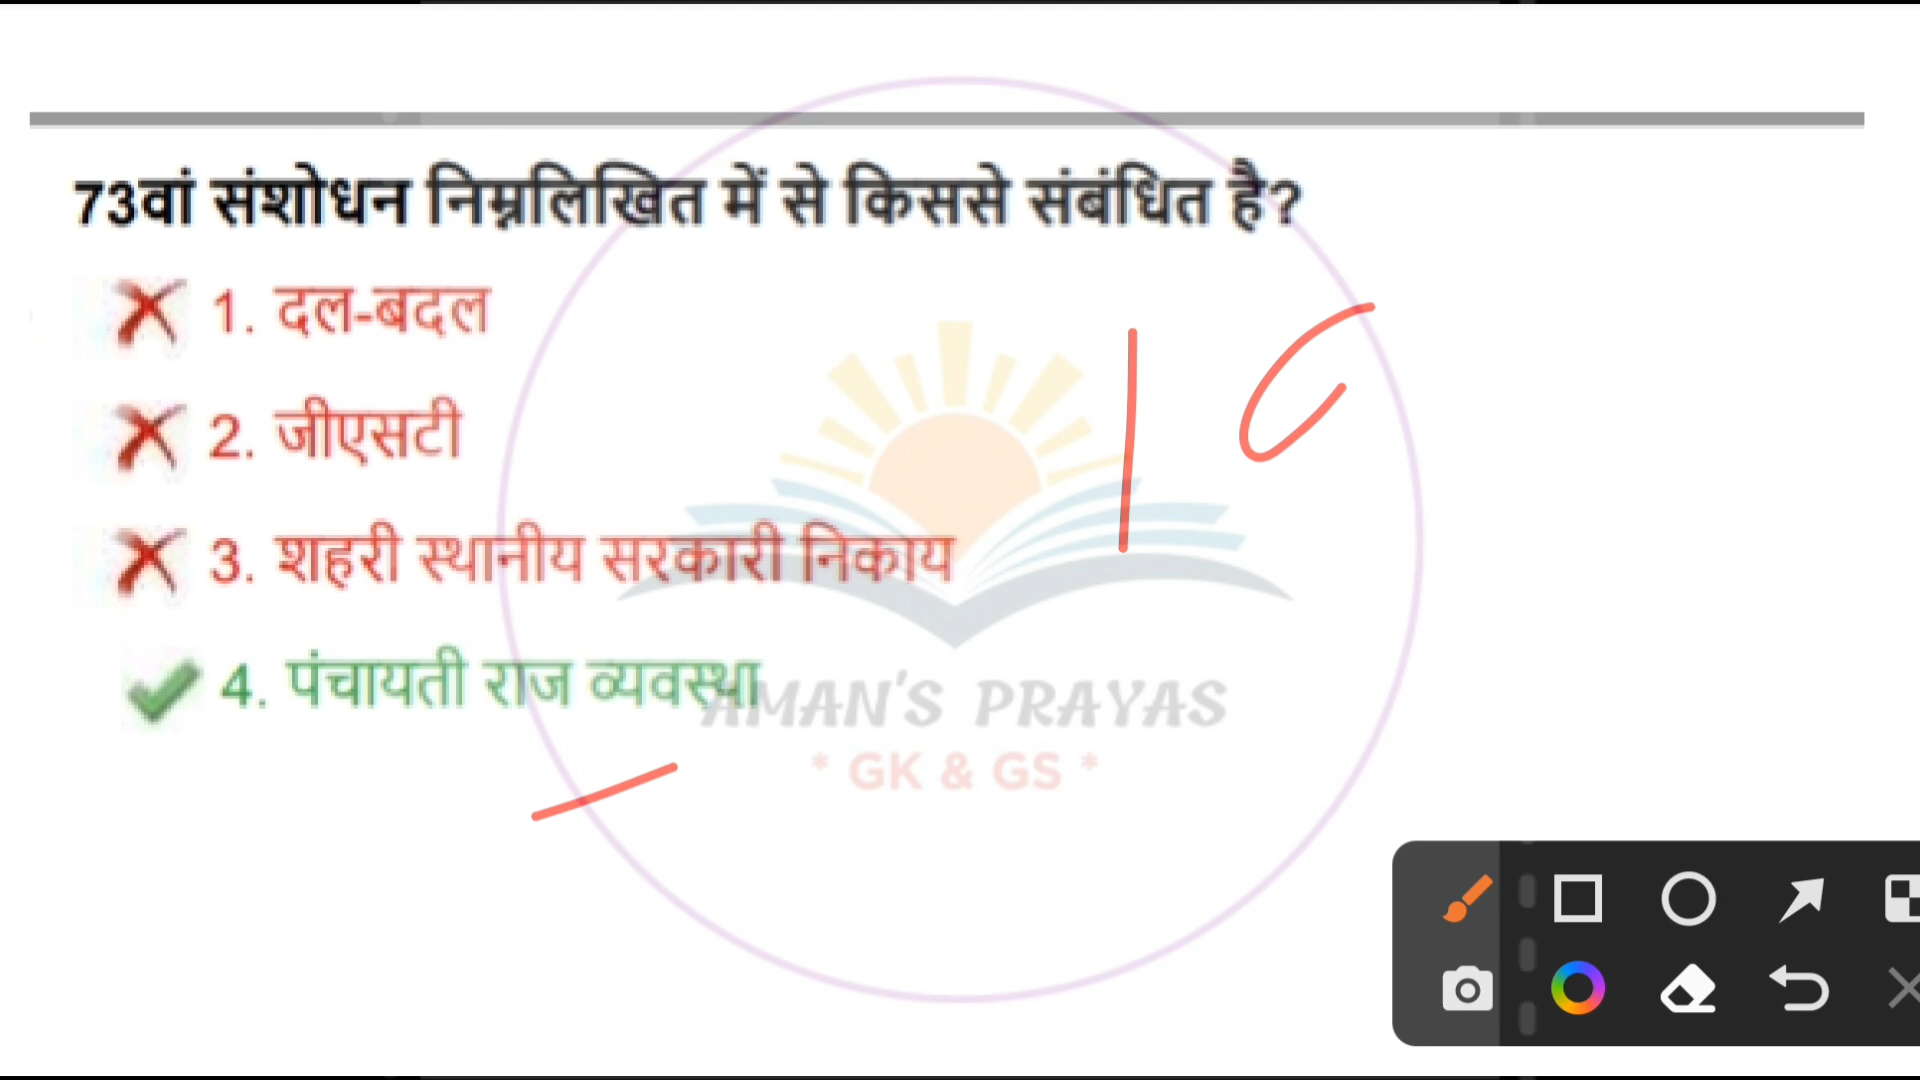 73वां संशोधन निम्नलिखित में से किससे संबंधित है?
1. दल-बदल
2. जीएसटी
3. शहरी स्थानीय सरकारी निकाय
4. पंचायती राज व्यवस्था
AMAN'S PRAYAS
* GK & GS *